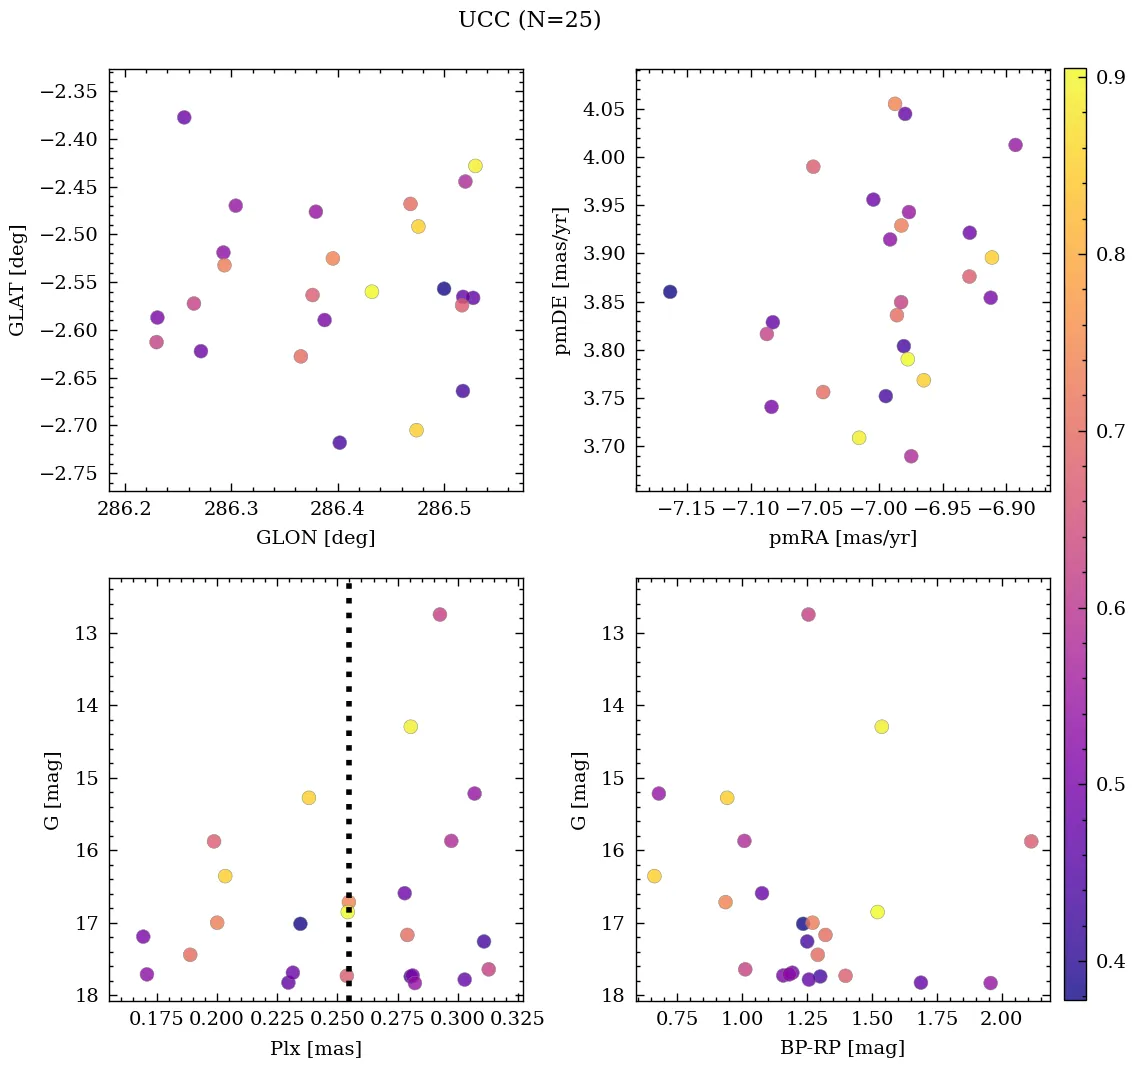 UCC (N=25)
−2.35
−2.40
−2.45
−2.50
−2.55
−2.60
−2.65
−2.70
−2.75
GLAT [deg]
286.2 286.3 286.4 286.5
GLON [deg]
4.05
4.00
3.95
3.90
3.85
3.80
3.75
3.70
pmDE [mas/yr]
−7.15 −7.10 −7.05 −7.00 −6.95 −6.90
pmRA [mas/yr]
13
14
15
16
17
18
G [mag]
0.175 0.200 0.225 0.250 0.275 0.300 0.325
Plx [mas]
13
14
15
16
17
18
G [mag]
0.75 1.00 1.25 1.50 1.75 2.00
BP-RP [mag]
0.9
0.8
0.7
0.6
0.5
0.4